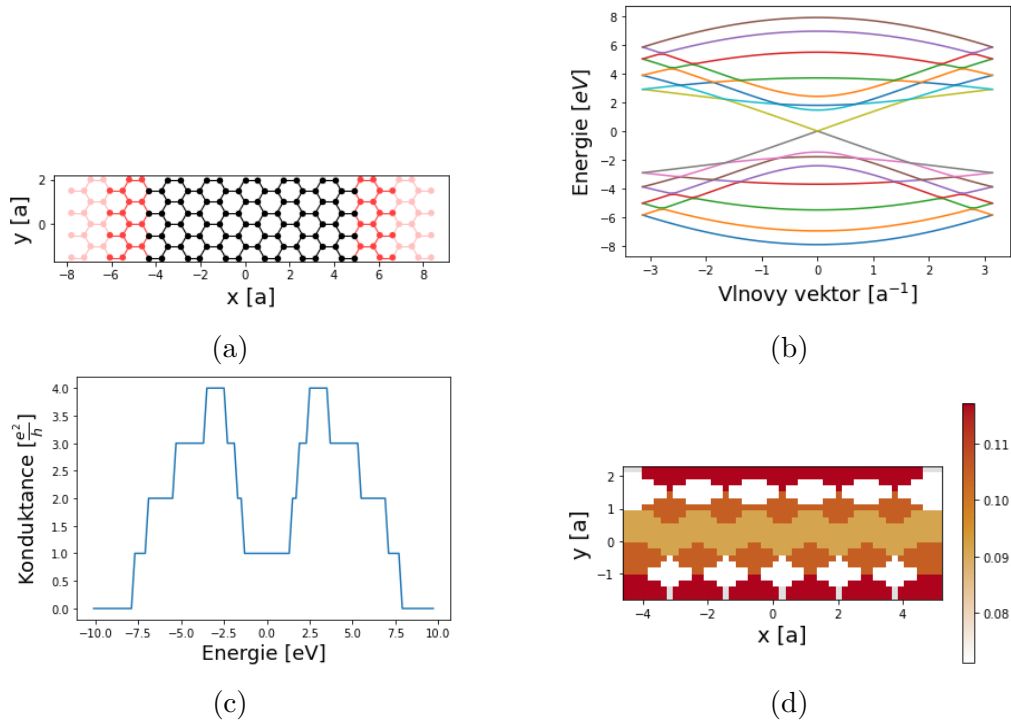 2
0
y [a]
−8 −6 −4 −2 0 2 4 6 8
x [a]
(a)
8
6
4
2
0
−2
−4
−6
−8
Energie [eV]
−3 −2 −1 0 1 2 3
Vlnovy vektor [a⁻¹]
(b)
4.0
3.5
3.0
2.5
2.0
1.5
1.0
0.5
0.0
Konduktance [e²/h]
−10.0 −7.5 −5.0 −2.5 0.0 2.5 5.0 7.5 10.0
Energie [eV]
(c)
2
1
0
−1
y [a]
−4 −2 0 2 4
x [a]
0.11
0.10
0.09
0.08
(d)